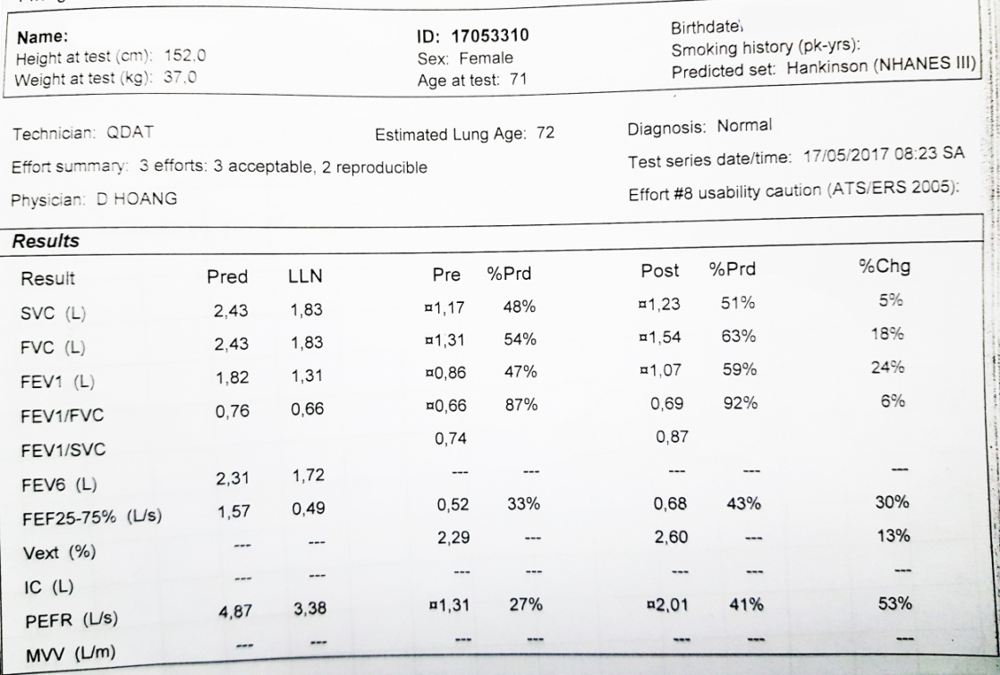 Name: ID: 17053310 Birthdate
Height at test (cm): 152,0 Sex: Female Smoking history (pk-yrs):
Weight at test (kg): 37,0 Age at test: 71 Predicted set: Hankinson (NHANES III)
Technician: QDAT Estimated Lung Age: 72 Diagnosis: Normal
Effort summary: 3 efforts: 3 acceptable, 2 reproducible Test series date/time: 17/05/2017 08:23 SA
Physician: D HOANG Effort #8 usability caution (ATS/ERS 2005):
Results
Result Pred LLN Pre %Prd Post %Prd %Chg
SVC (L) 2,43 1,83 ¤1,17 48% ¤1,23 51% 5%
FVC (L) 2,43 1,83 ¤1,31 54% ¤1,54 63% 18%
FEV1 (L) 1,82 1,31 ¤0,86 47% ¤1,07 59% 24%
FEV1/FVC 0,76 0,66 ¤0,66 87% 0,69 92% 6%
FEV1/SVC 0,74 0,87
FEV6 (L) 2,31 1,72 --- --- --- --- ---
FEF25-75% (L/s) 1,57 0,49 0,52 33% 0,68 43% 30%
Vext (%) --- --- 2,29 --- 2,60 --- 13%
IC (L) --- --- --- --- --- --- ---
PEFR (L/s) 4,87 3,38 ¤1,31 27% ¤2,01 41% 53%
MVV (L/m) --- --- --- --- --- --- ---